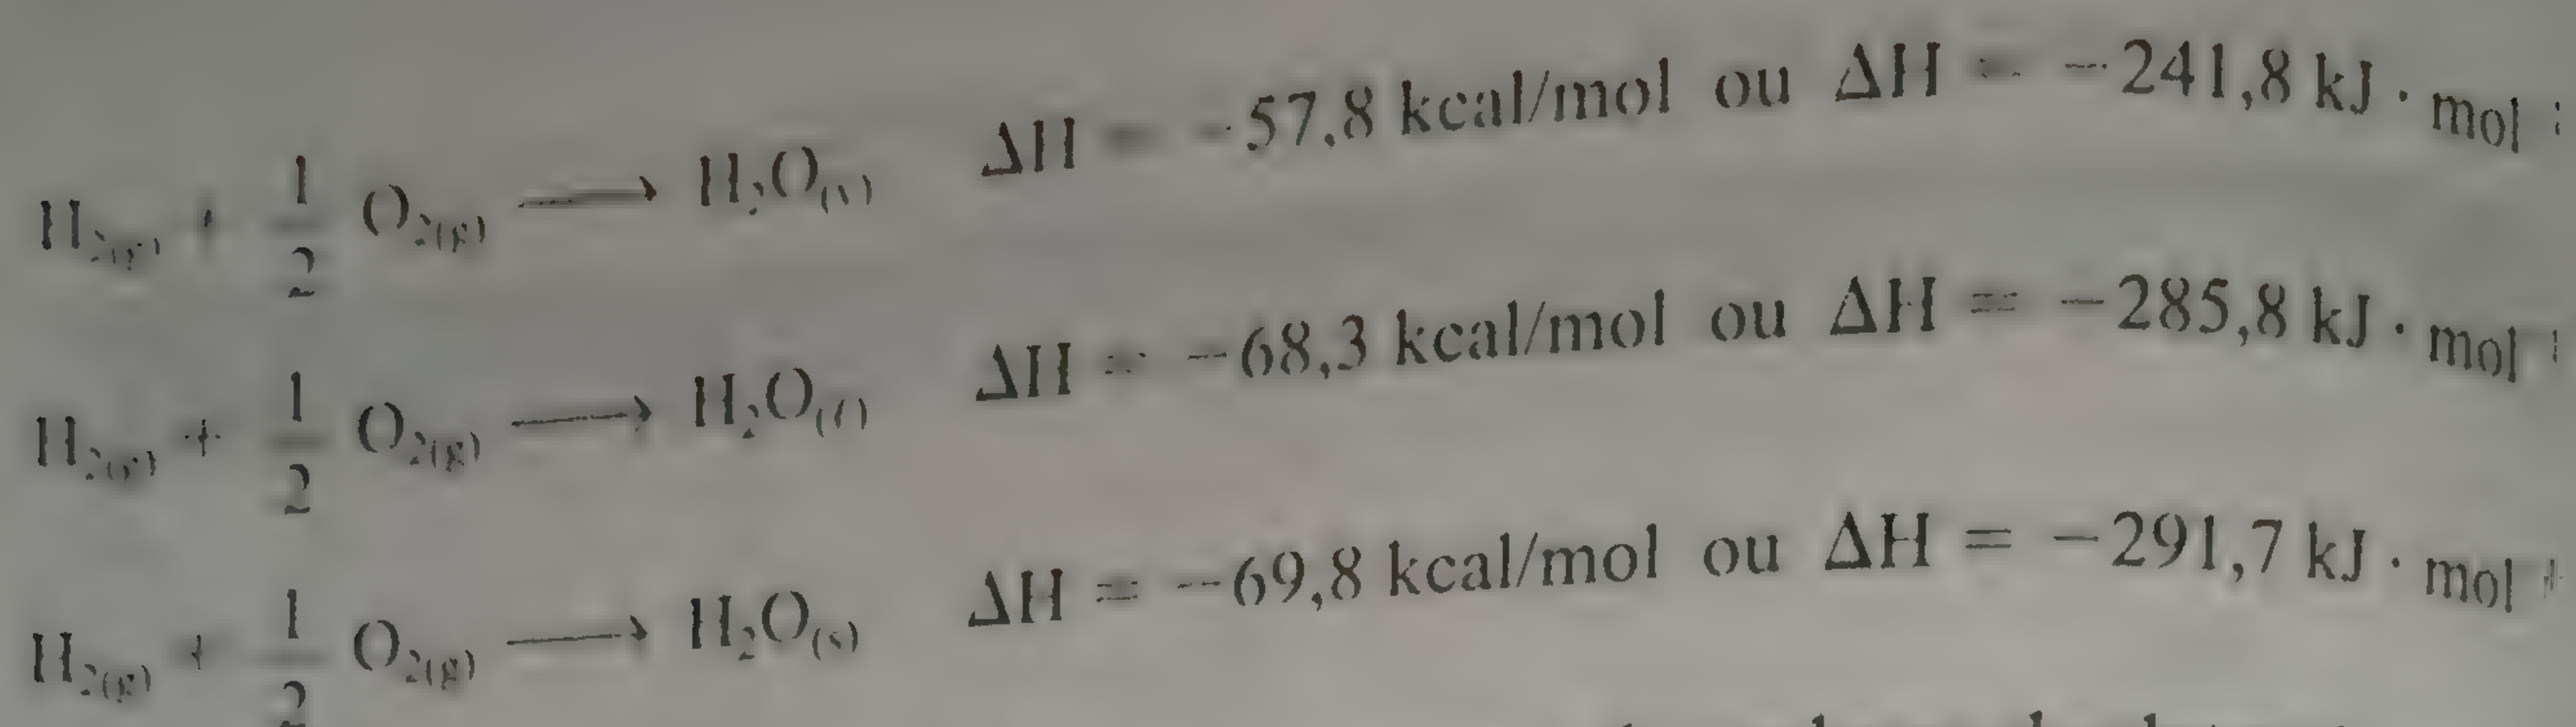 H₂(g) + 1/2 O₂(g) ⟶ H₂O(v) ΔH = −57,8 kcal/mol ou ΔH = −241,8 kJ · mol
H₂(g) + 1/2 O₂(g) ⟶ H₂O(ℓ) ΔH = −68,3 kcal/mol ou ΔH = −285,8 kJ · mol
H₂(g) + 1/2 O₂(g) ⟶ H₂O(s) ΔH = −69,8 kcal/mol ou ΔH = −291,7 kJ · mol